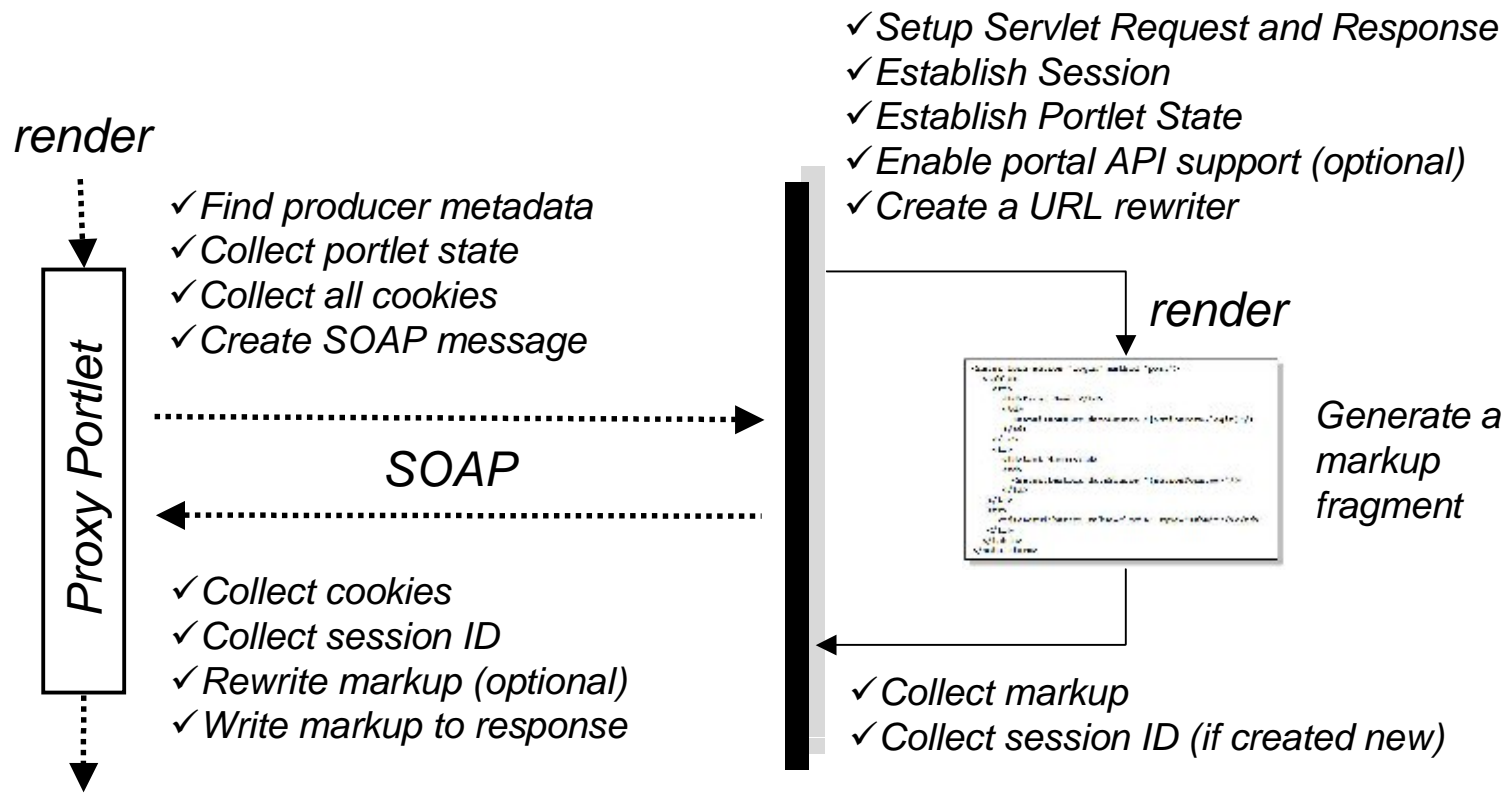 render
✓Find producer metadata
✓Collect portlet state
✓Collect all cookies
✓Create SOAP message
Proxy Portlet
SOAP
✓Collect cookies
✓Collect session ID
✓Rewrite markup (optional)
✓Write markup to response
✓Setup Servlet Request and Response
✓Establish Session
✓Establish Portlet State
✓Enable portal API support (optional)
✓Create a URL rewriter
render
Generate a
markup
fragment
✓Collect markup
✓Collect session ID (if created new)